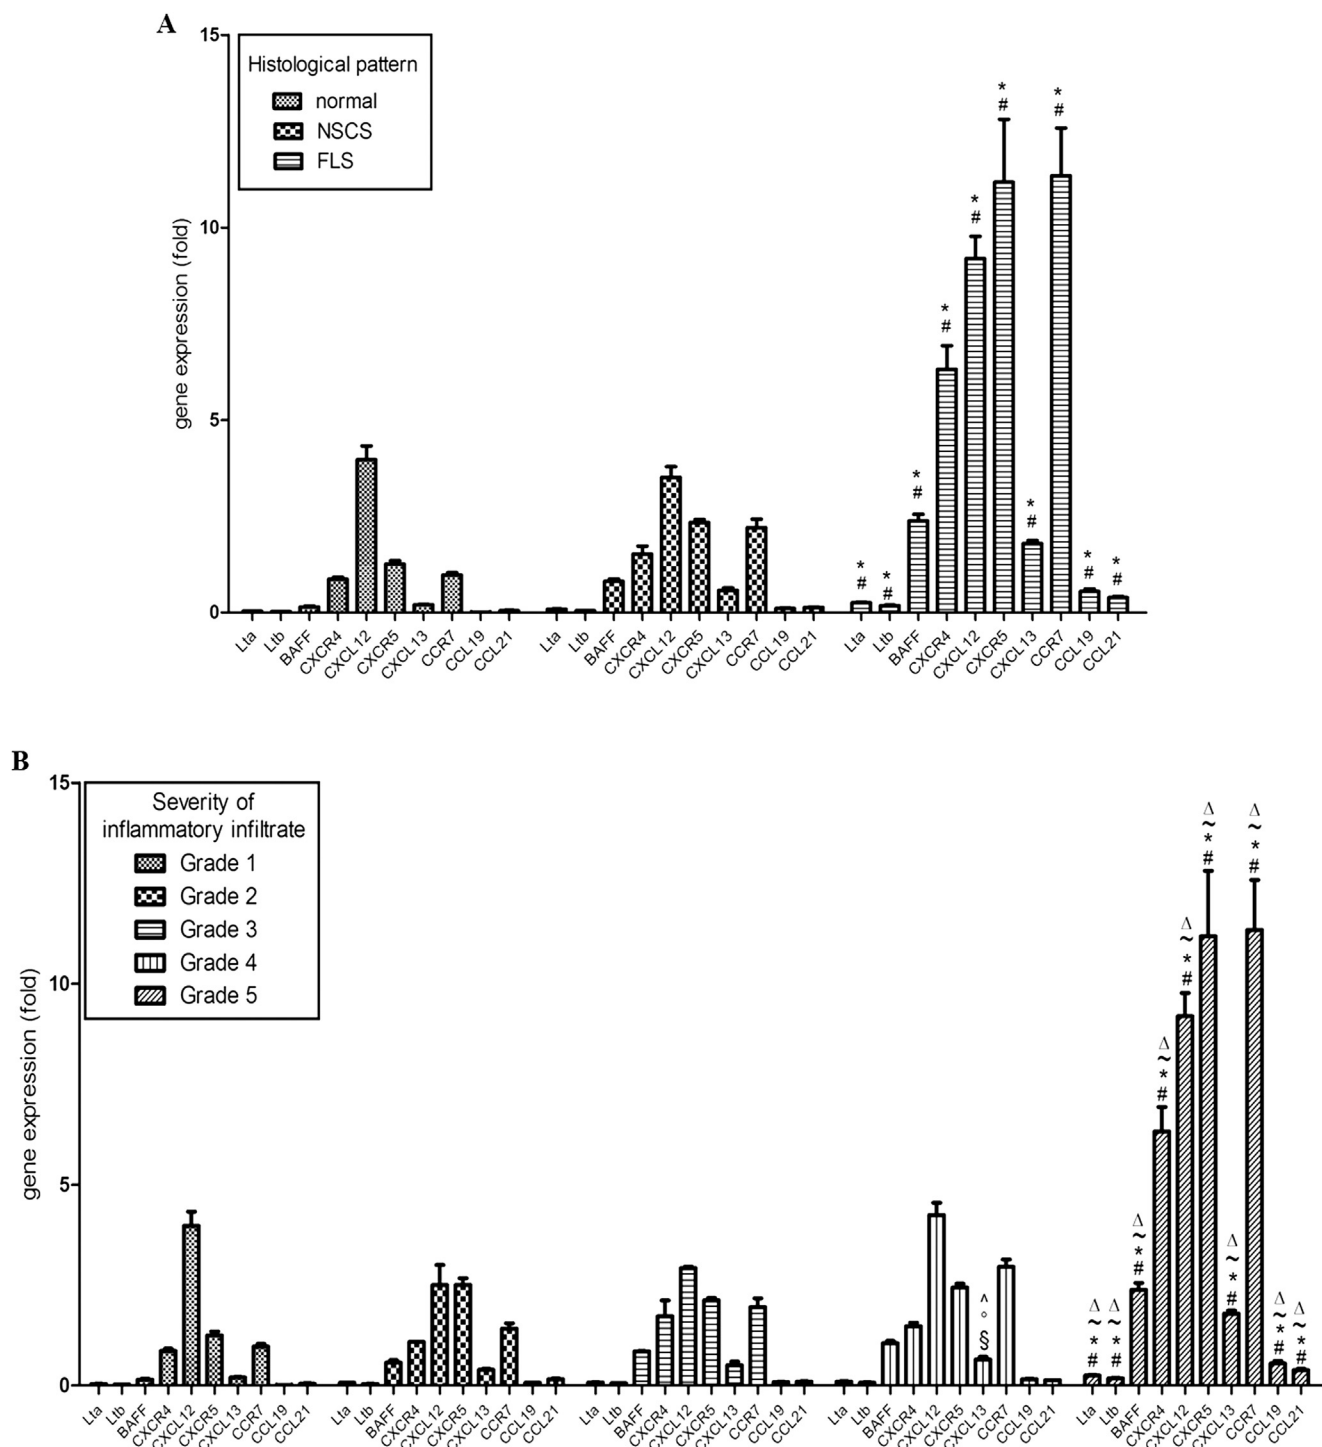 A
15
10
5
0
gene expression (fold)
Histological pattern
normal
NSCS
FLS
* # * # * # * # * # * # * # * # * # * #
Lta Ltb BAFF CXCR4 CXCL12 CXCR5 CXCL13 CCR7 CCL19 CCL21 Lta Ltb BAFF CXCR4 CXCL12 CXCR5 CXCL13 CCR7 CCL19 CCL21 Lta Ltb BAFF CXCR4 CXCL12 CXCR5 CXCL13 CCR7 CCL19 CCL21
B
15
10
5
0
gene expression (fold)
Severity of
inflammatory infiltrate
Grade 1
Grade 2
Grade 3
Grade 4
Grade 5
^ ° §
Δ ~ * # Δ ~ * # Δ ~ * # Δ ~ * # Δ ~ * # Δ ~ * # Δ ~ * # Δ ~ * # Δ ~ * # Δ ~ * #
Lta Ltb BAFF CXCR4 CXCL12 CXCR5 CXCL13 CCR7 CCL19 CCL21 Lta Ltb BAFF CXCR4 CXCL12 CXCR5 CXCL13 CCR7 CCL19 CCL21 Lta Ltb BAFF CXCR4 CXCL12 CXCR5 CXCL13 CCR7 CCL19 CCL21 Lta Ltb BAFF CXCR4 CXCL12 CXCR5 CXCL13 CCR7 CCL19 CCL21 Lta Ltb BAFF CXCR4 CXCL12 CXCR5 CXCL13 CCR7 CCL19 CCL21